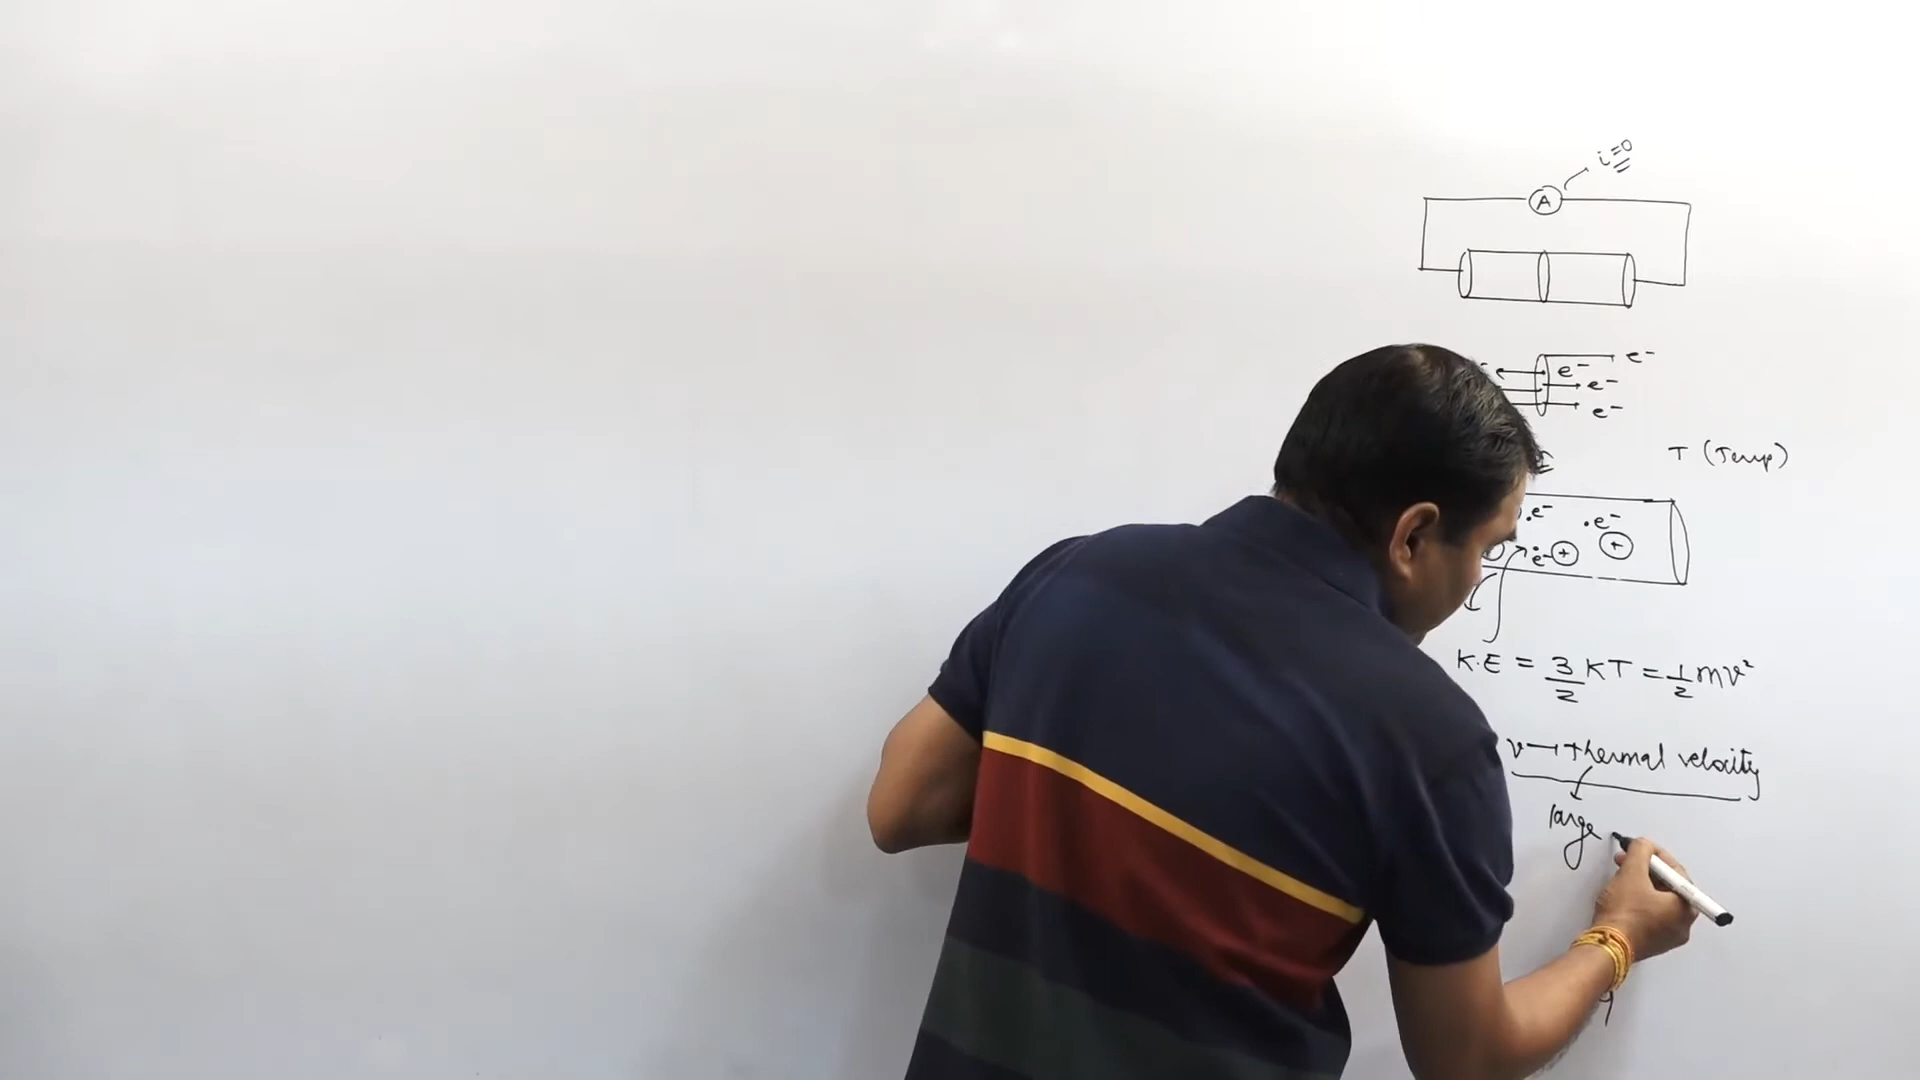 i=0
A
e⁻
e⁻
e⁻
e⁻
T (Temp)
.e⁻ .e⁻
e⁻ + +
K.E = 3/2 KT = 1/2 mv²
v → Thermal velocity
large